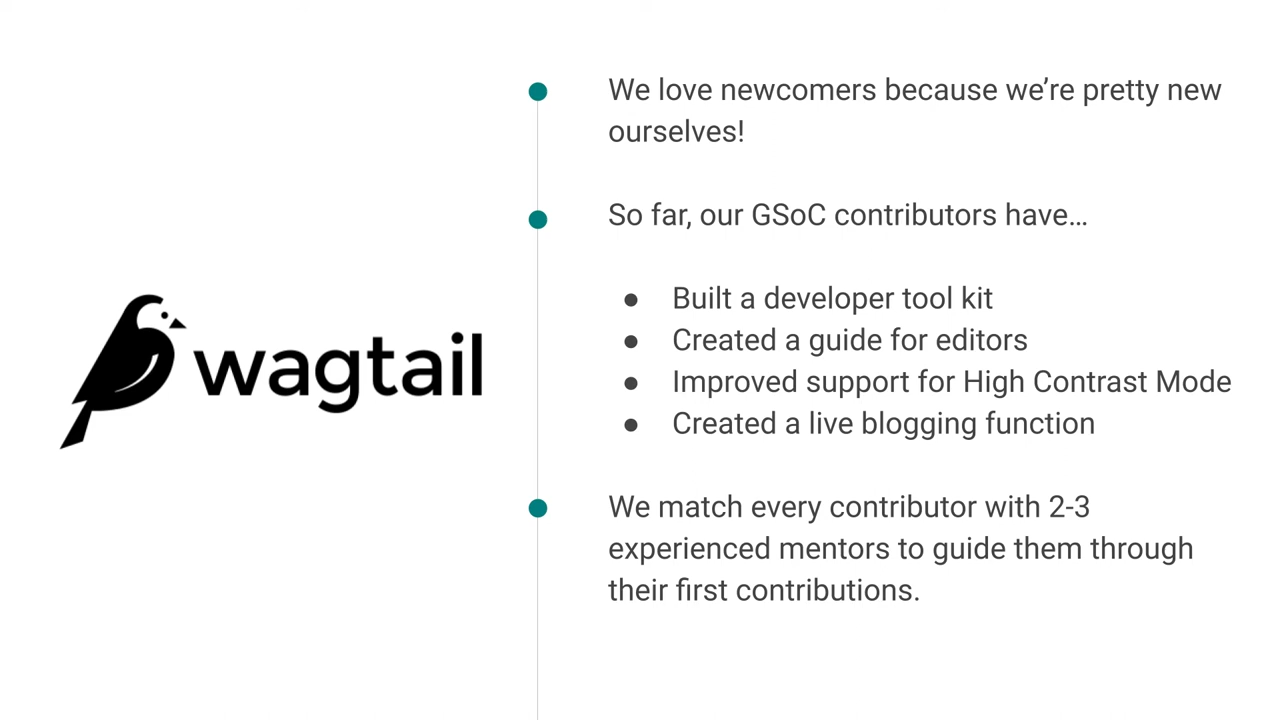 wagtail
We love newcomers because we’re pretty new
ourselves!
So far, our GSoC contributors have…
● Built a developer tool kit
● Created a guide for editors
● Improved support for High Contrast Mode
● Created a live blogging function
We match every contributor with 2-3
experienced mentors to guide them through
their first contributions.